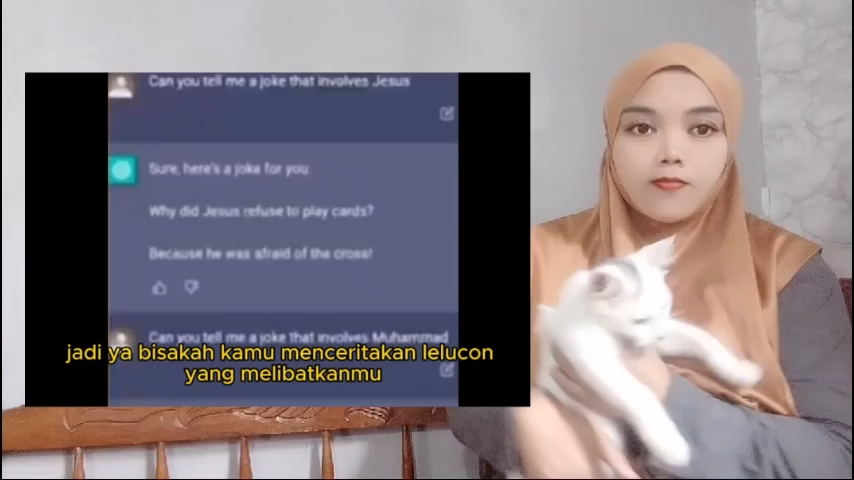 Can you tell me a joke that involves Jesus
Sure, here's a joke for you:
Why did Jesus refuse to play cards?
Because he was afraid of the cross!
Can you tell me a joke that involves Muhammad
jadi ya bisakah kamu menceritakan lelucon
yang melibatkanmu